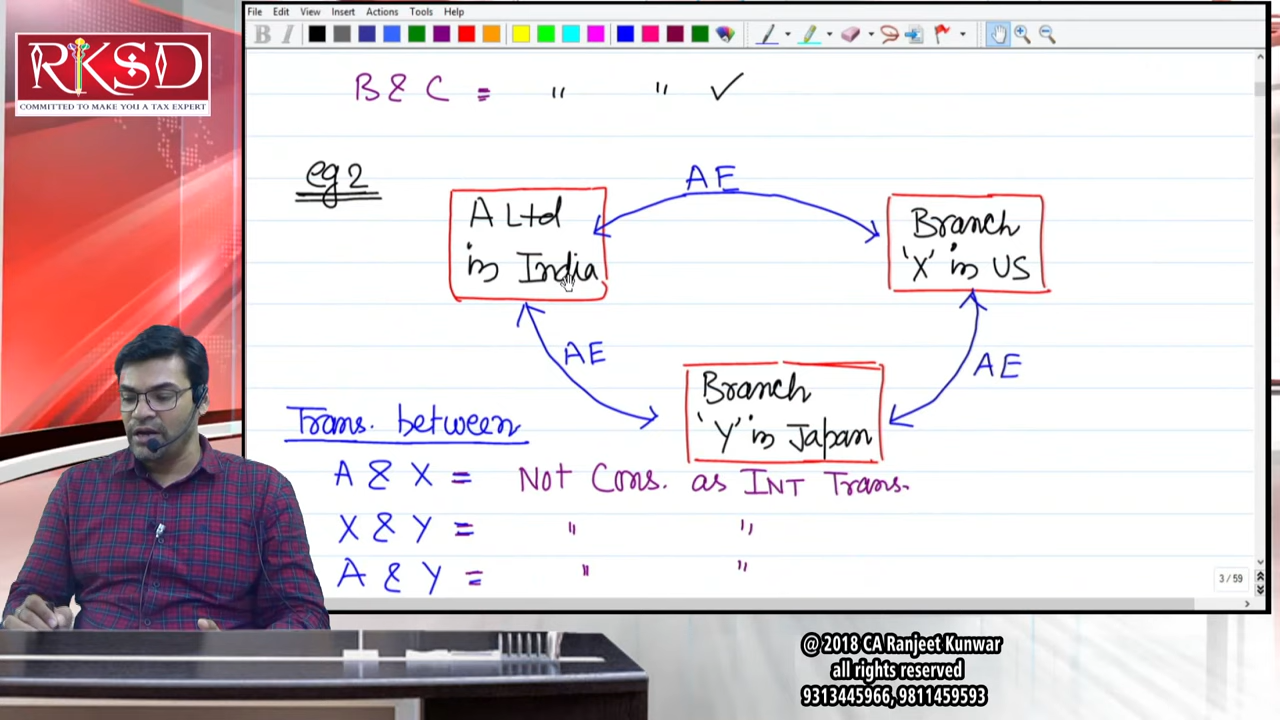 File Edit View Insert Actions Tools Help
RKSD
COMMITTED TO MAKE YOU A TAX EXPERT
B I
B & C = " " ✓
eg 2
AE
A Ltd
in India
Branch
'X' in US
AE
AE
Branch
'Y' in Japan
Trans. between
A & X = Not Cons. as INT Trans.
X & Y = " "
A & Y = " "
3 / 59
@ 2018 CA Ranjeet Kunwar
all rights reserved
9313445966, 9811459593